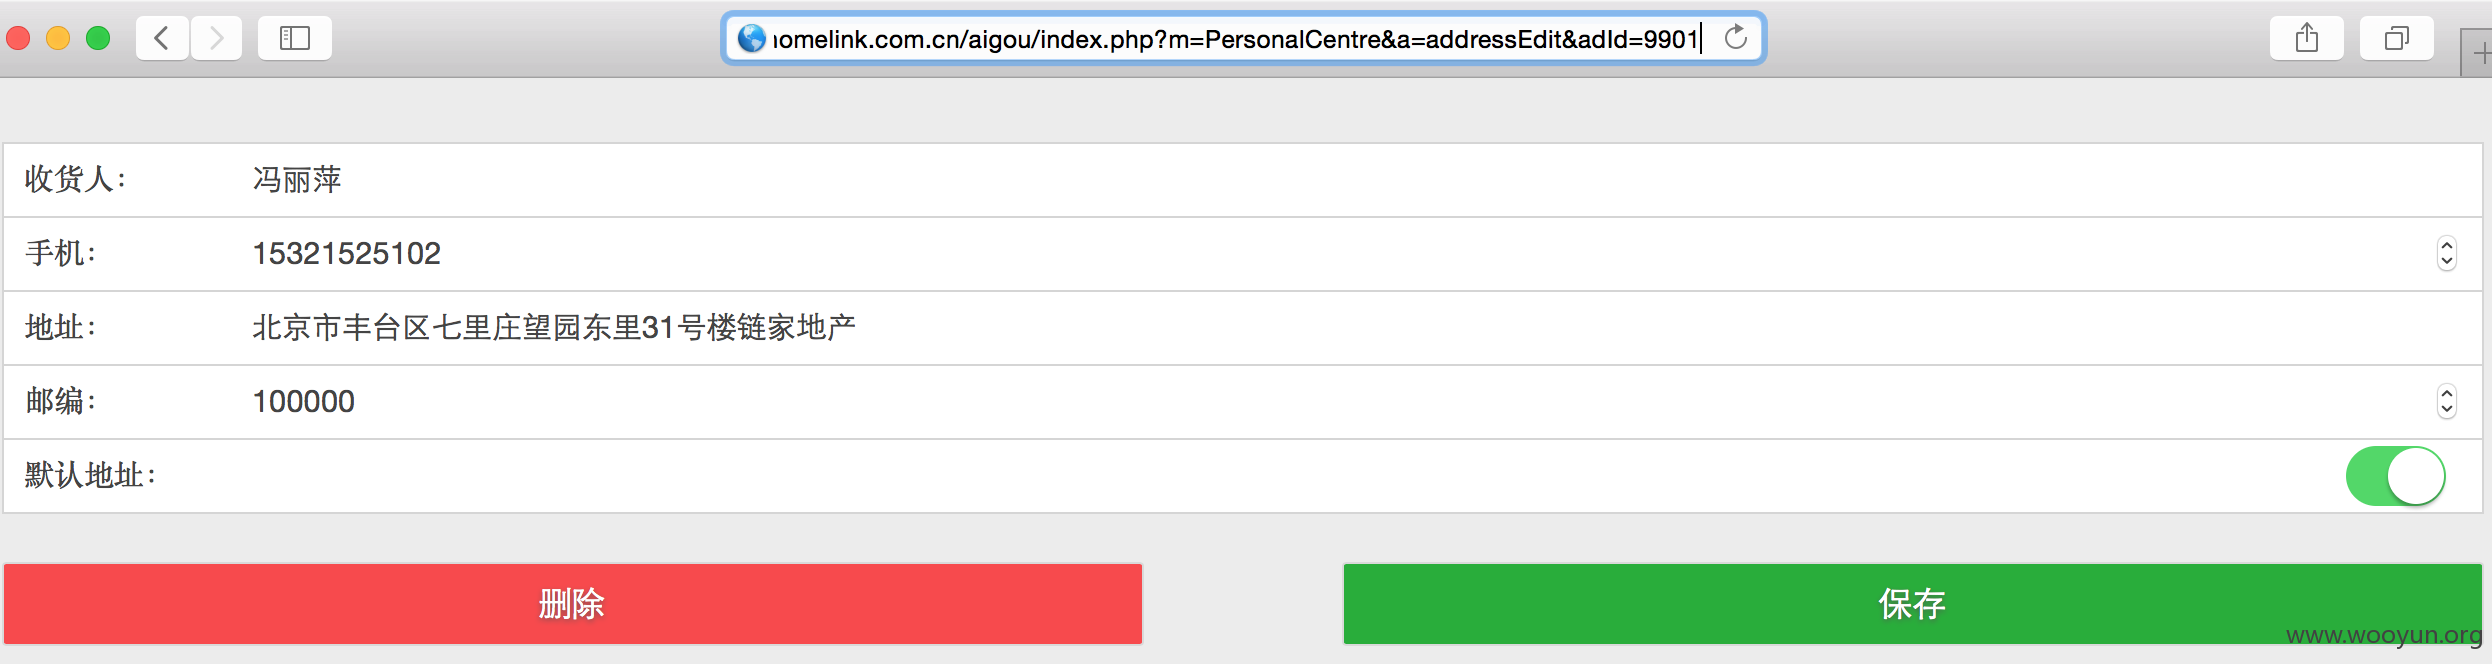 homelink.com.cn/aigou/index.php?m=PersonalCentre&a=addressEdit&adId=9901
收货人： 冯丽萍
手机： 15321525102
地址： 北京市丰台区七里庄望园东里31号楼链家地产
邮编： 100000
默认地址：
删除 保存
www.wooyun.org